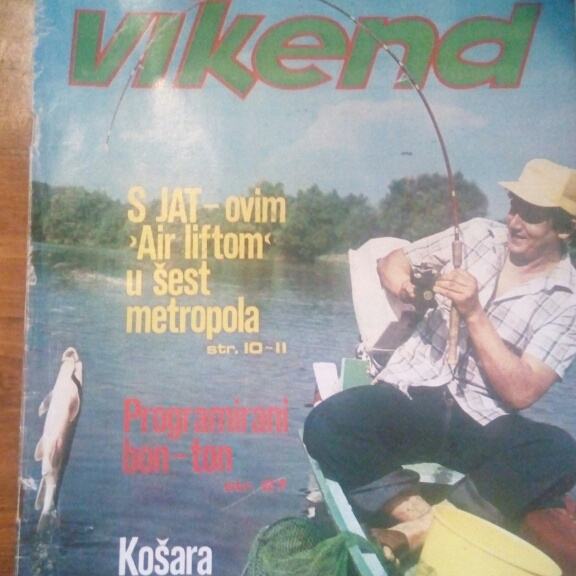 vikend
S JAT-ovim
›Air liftom‹
u šest
metropola
str. 10-11
Programirani
bon-ton
Košara